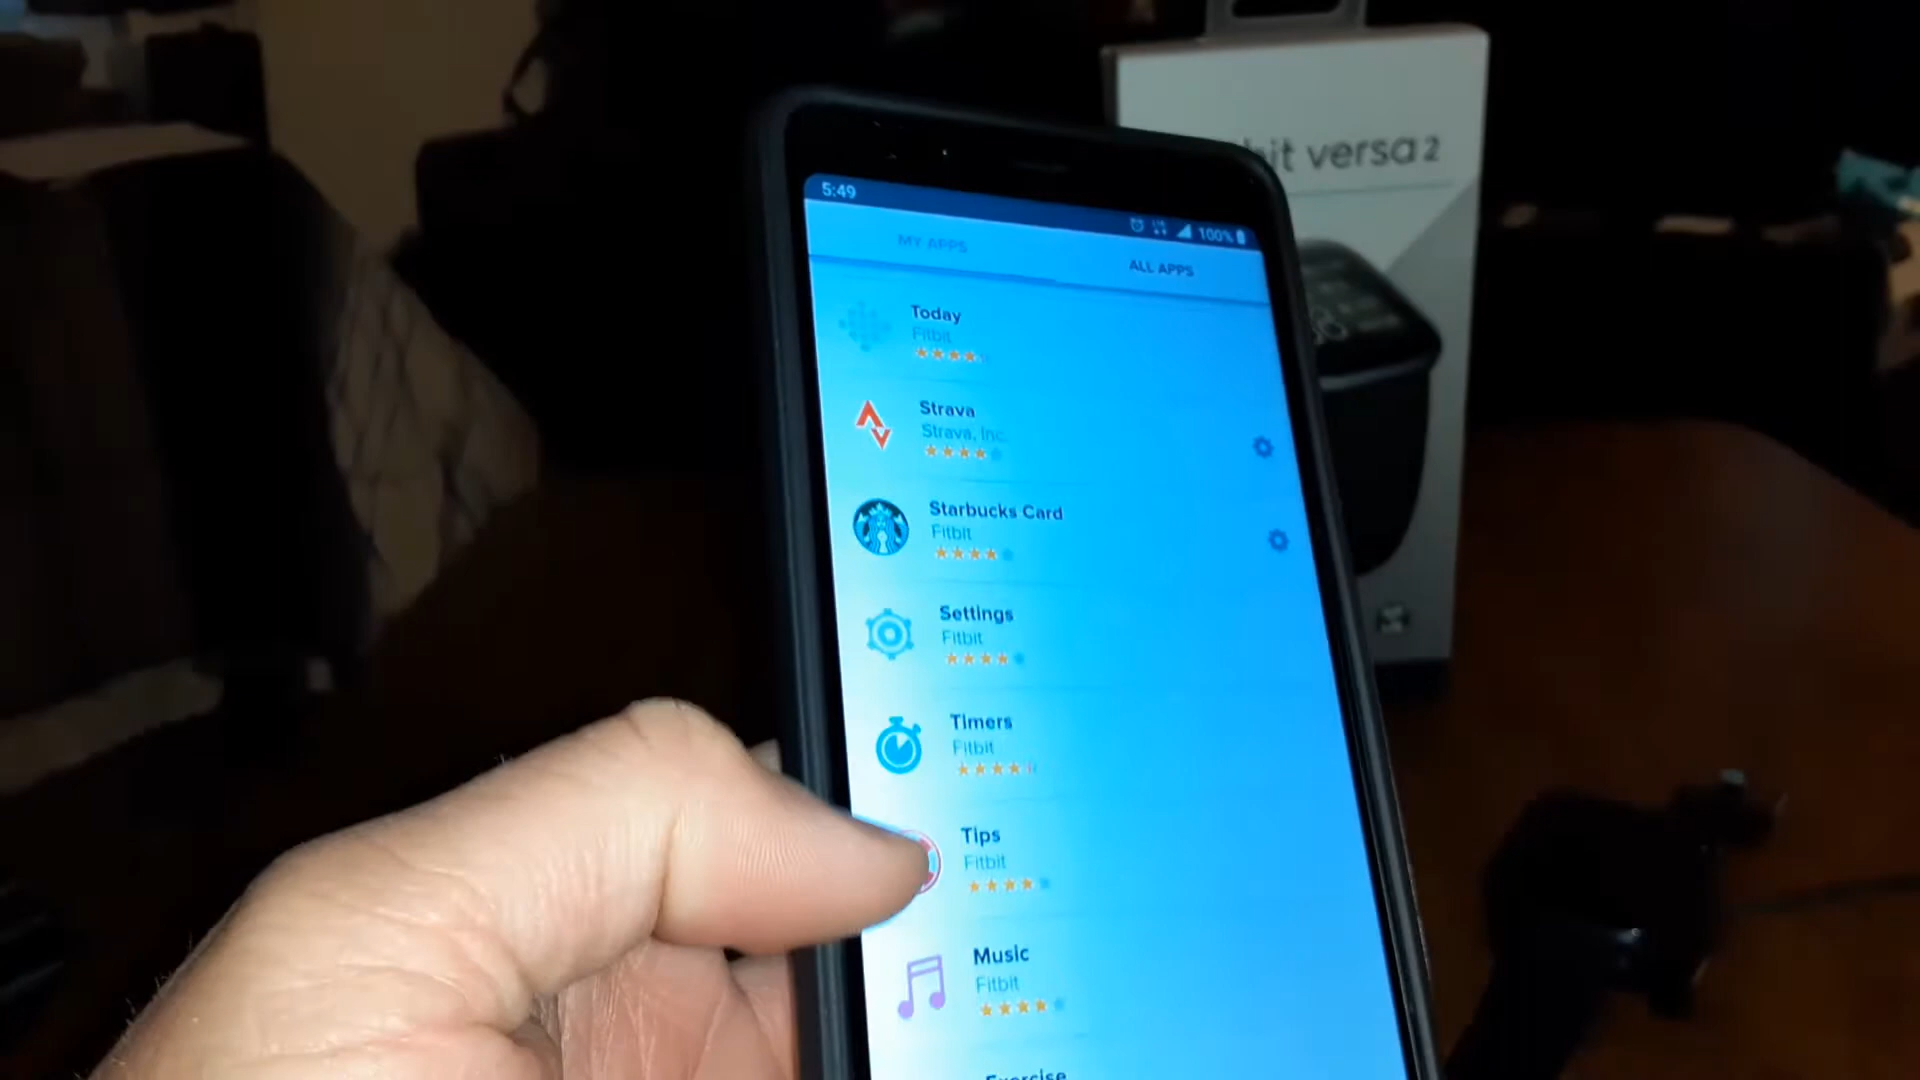 bit versa 2
5:49
100%
MY APPS
ALL APPS
Today
Fitbit
Strava
Strava, Inc.
Starbucks Card
Fitbit
Settings
Fitbit
Timers
Fitbit
Tips
Fitbit
Music
Fitbit
Exercise